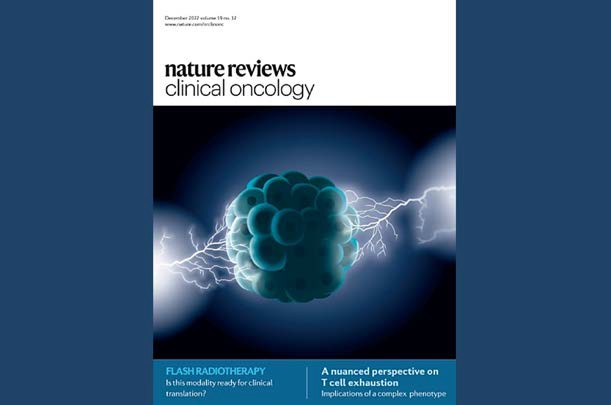 December 2022 volume 19 no. 12
www.nature.com/nrclinonc
nature reviews
clinical oncology
FLASH RADIOTHERAPY
Is this modality ready for clinical
translation?
A nuanced perspective on
T cell exhaustion
Implications of a complex phenotype